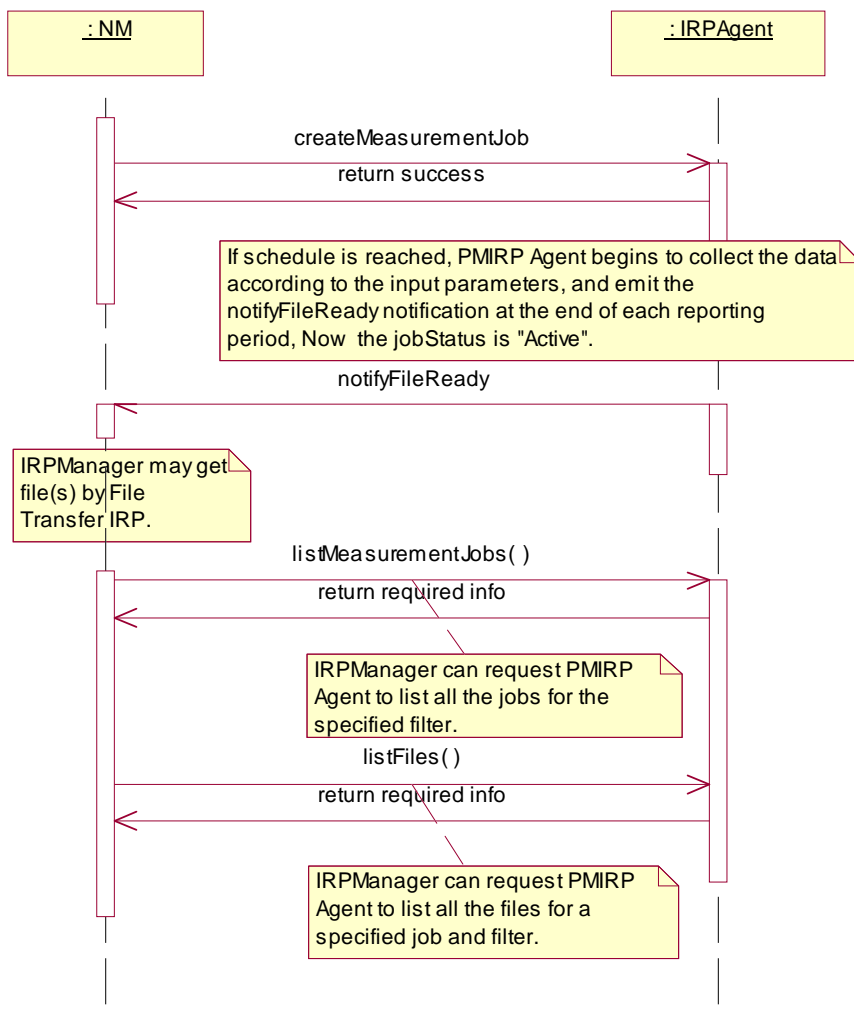 : NM
: IRPAgent
createMeasurementJob
return success
If schedule is reached, PMIRP Agent begins to collect the data
according to the input parameters, and emit the
notifyFileReady notification at the end of each reporting
period, Now the jobStatus is "Active".
notifyFileReady
IRPManager may get
file(s) by File
Transfer IRP.
listMeasurementJobs( )
return required info
IRPManager can request PMIRP
Agent to list all the jobs for the
specified filter.
listFiles( )
return required info
IRPManager can request PMIRP
Agent to list all the files for a
specified job and filter.